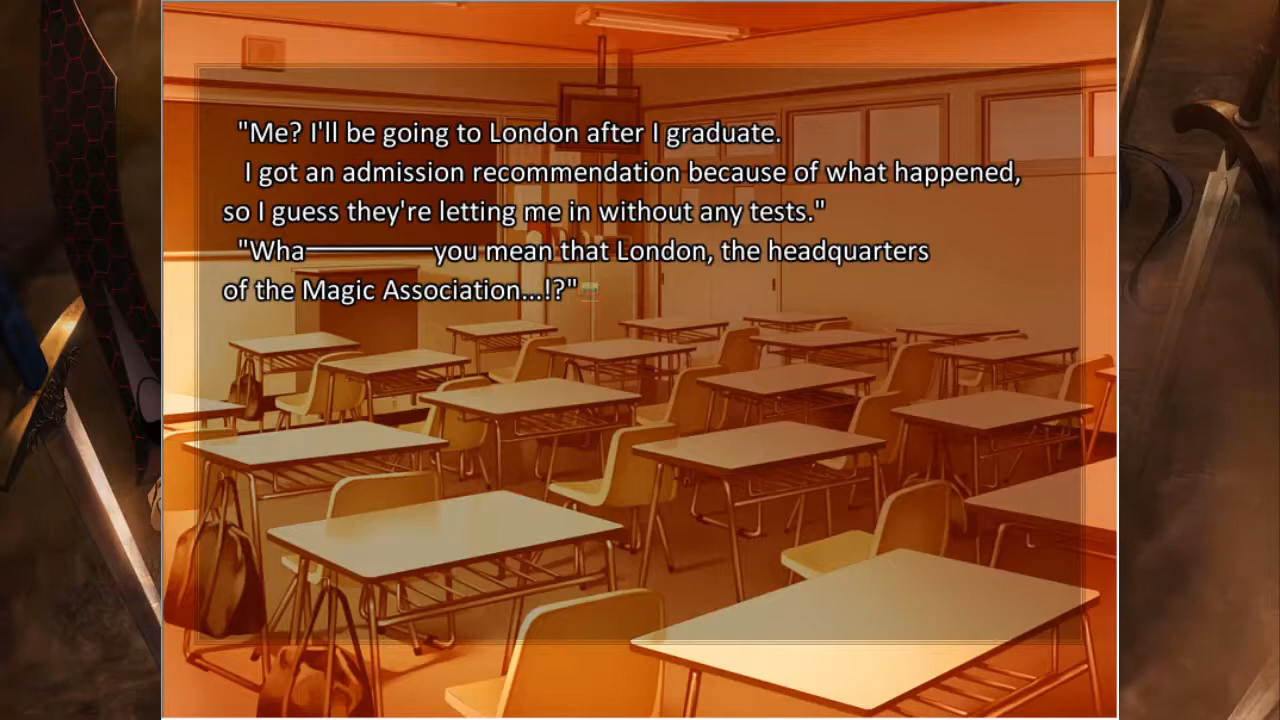 "Me? I'll be going to London after I graduate.
I got an admission recommendation because of what happened,
so I guess they're letting me in without any tests."
"Wha――――you mean that London, the headquarters
of the Magic Association...!?"